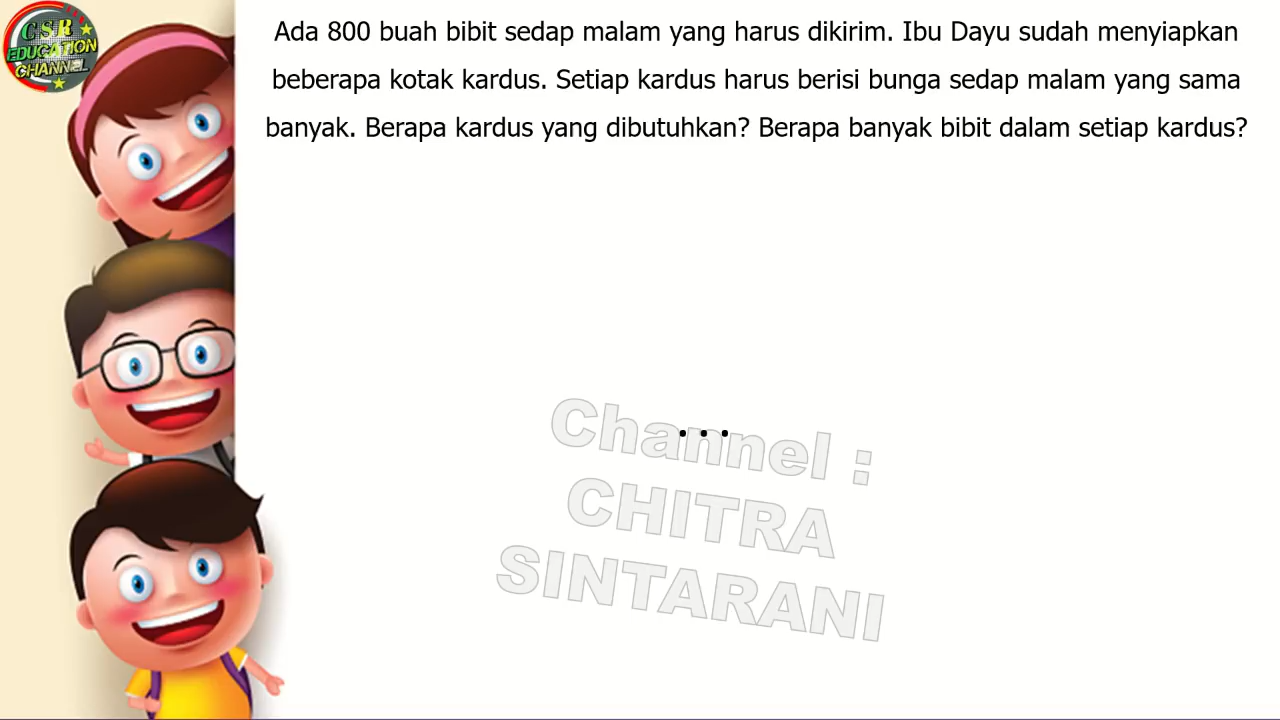 CSR
EDUCATION
CHANNEL
Ada 800 buah bibit sedap malam yang harus dikirim. Ibu Dayu sudah menyiapkan
beberapa kotak kardus. Setiap kardus harus berisi bunga sedap malam yang sama
banyak. Berapa kardus yang dibutuhkan? Berapa banyak bibit dalam setiap kardus?
...
Channel :
CHITRA
SINTARANI